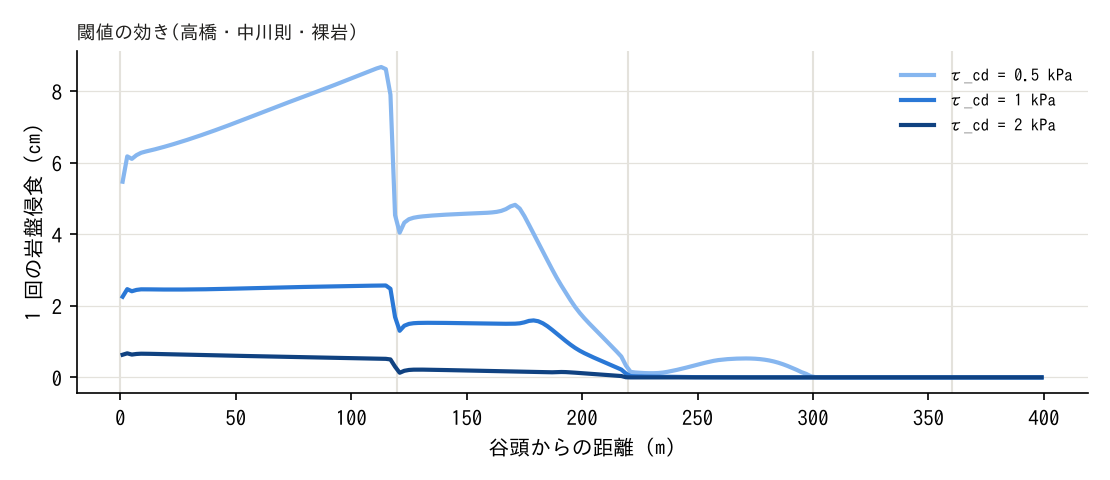 閾値の効き(高橋・中川則・裸岩)
τ_cd = 0.5 kPa
τ_cd = 1 kPa
τ_cd = 2 kPa
1 回の岩盤侵食 (cm)
8
6
4
2
0
0 50 100 150 200 250 300 350 400
谷頭からの距離 (m)